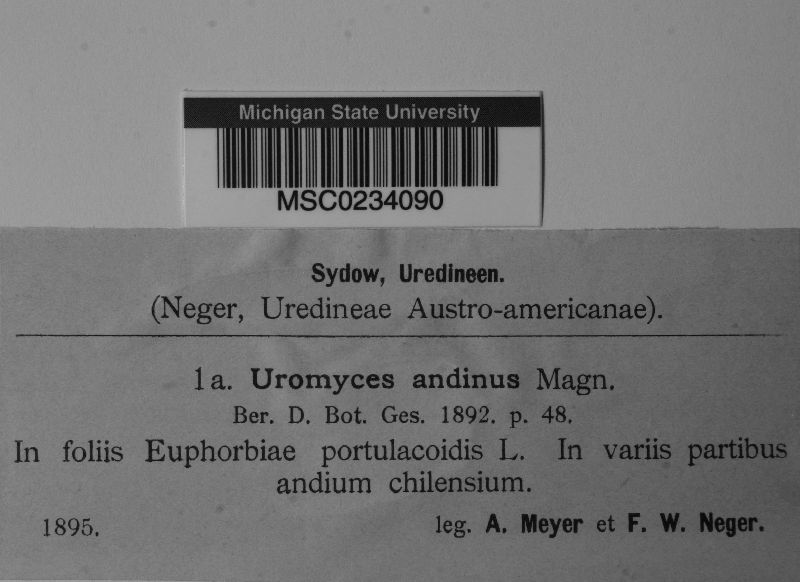 Michigan State University
MSC0234090
Sydow, Uredineen.
(Neger, Uredineae Austro-americanae).
1a. Uromyces andinus Magn.
Ber. D. Bot. Ges. 1892. p. 48.
In foliis Euphorbiae portulacoidis L. In variis partibus
andium chilensium.
1895. leg. A. Meyer et F. W. Neger.